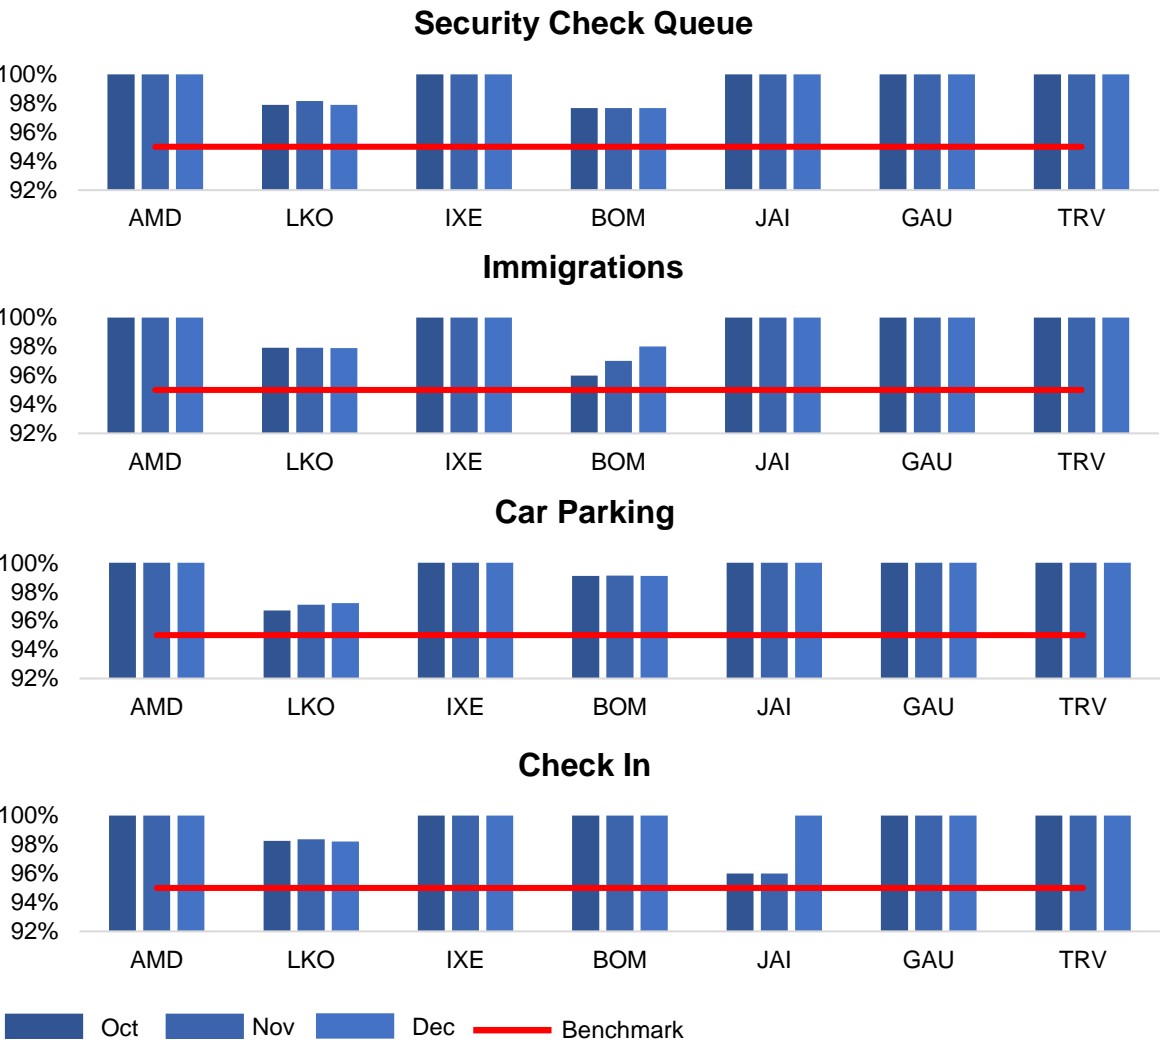 Security Check Queue
100%
98%
96%
94%
92%
AMD LKO IXE BOM JAI GAU TRV
Immigrations
100%
98%
96%
94%
92%
AMD LKO IXE BOM JAI GAU TRV
Car Parking
100%
98%
96%
94%
92%
AMD LKO IXE BOM JAI GAU TRV
Check In
100%
98%
96%
94%
92%
AMD LKO IXE BOM JAI GAU TRV
Oct Nov Dec Benchmark